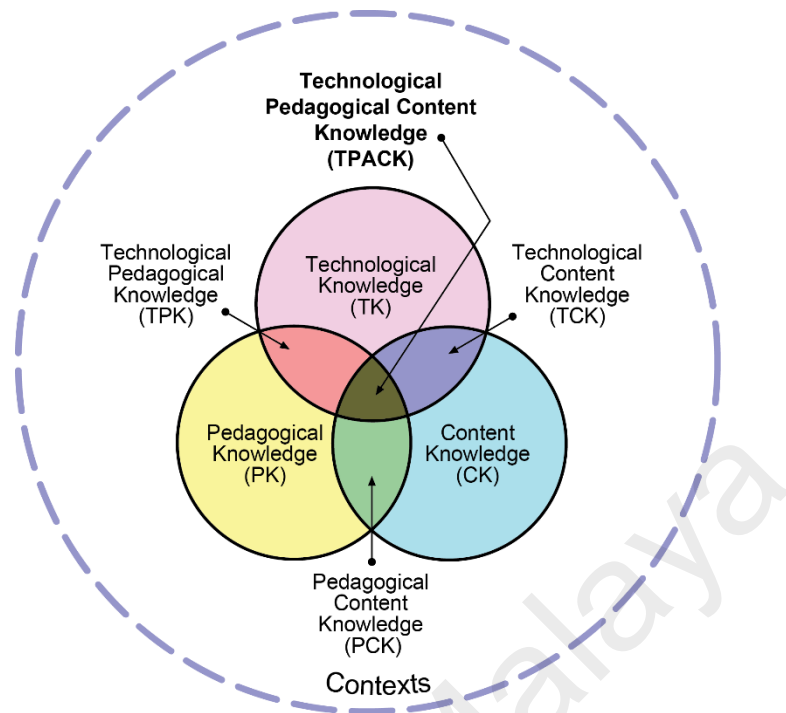 Technological
Pedagogical Content
Knowledge
(TPACK)
Technological
Pedagogical
Knowledge
(TPK)
Technological
Knowledge
(TK)
Technological
Content
Knowledge
(TCK)
Pedagogical
Knowledge
(PK)
Content
Knowledge
(CK)
Pedagogical
Content
Knowledge
(PCK)
Contexts
Malaya